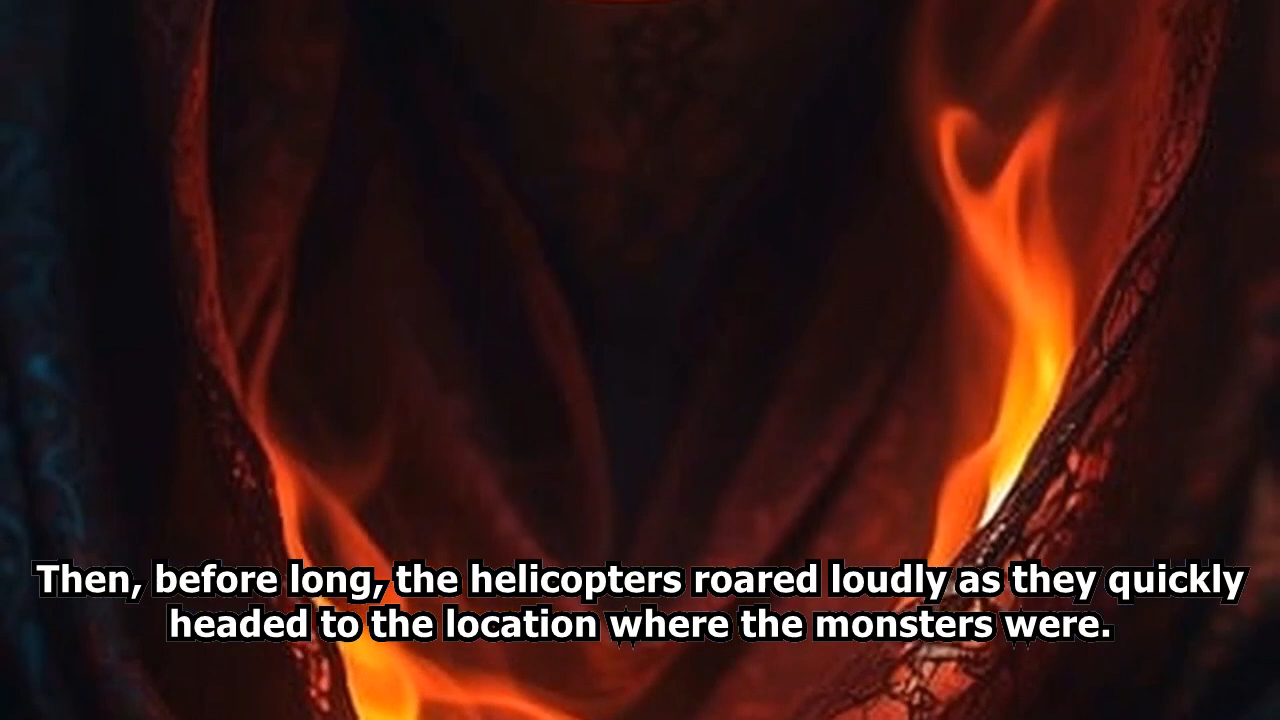 Then, before long, the helicopters roared loudly as they quickly
headed to the location where the monsters were.